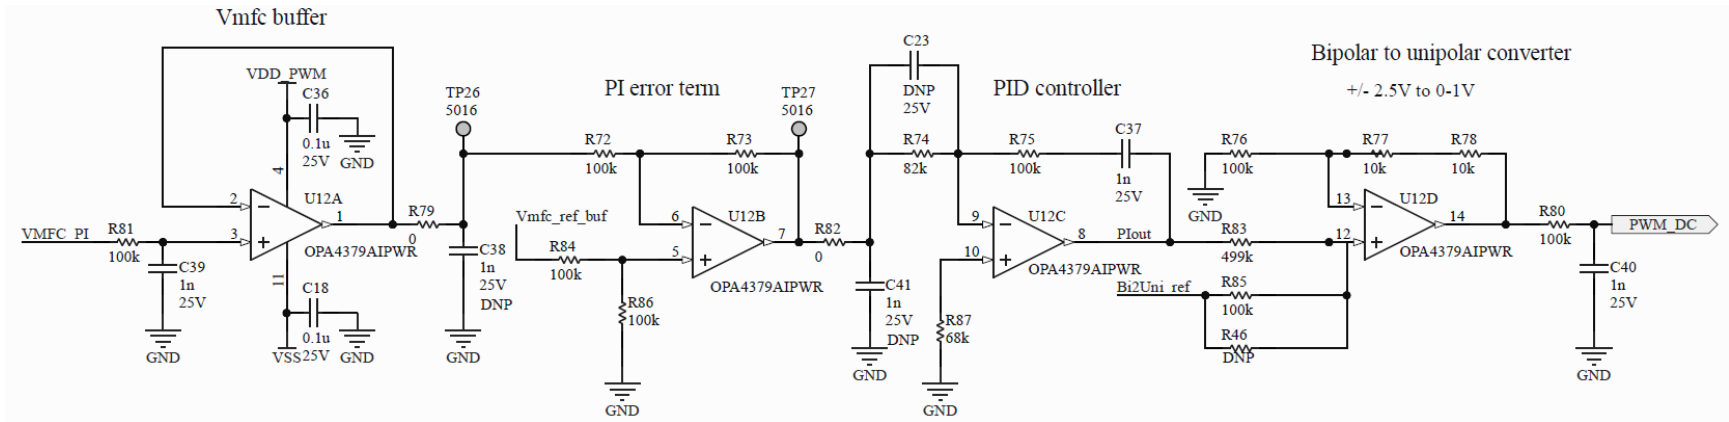 Vmfc buffer
VDD_PWM
C36
0.1u
25V
GND
4
2
U12A
1
3
OPA4379AIPWR
VMFC_PI
R81
100k
C39
1n
25V
GND
11
C18
0.1u
25V
VSS
GND
R79
0
TP26
5016
C38
1n
25V
DNP
GND
PI error term
R72
100k
R73
100k
TP27
5016
Vmfc_ref_buf
R84
100k
6
5
U12B
7
OPA4379AIPWR
R86
100k
GND
R82
0
C41
1n
25V
DNP
GND
C23
DNP
25V
PID controller
R74
82k
R75
100k
C37
1n
25V
9
10
U12C
8
PIout
OPA4379AIPWR
R87
68k
GND
Bipolar to unipolar converter
+/- 2.5V to 0-1V
R76
100k
GND
R77
10k
R78
10k
R83
499k
Bi2Uni_ref
R85
100k
R46
DNP
13
12
U12D
14
OPA4379AIPWR
R80
100k
PWM_DC
C40
1n
25V
GND